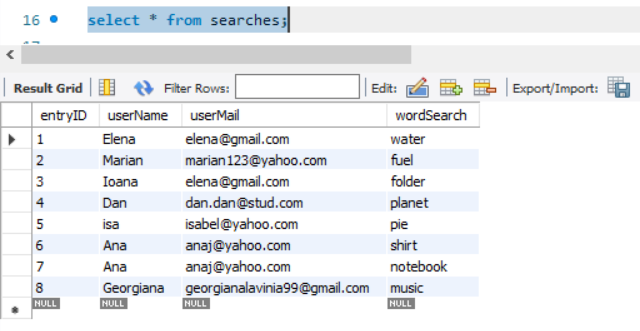 16 select * from searches;
Result Grid Filter Rows: Edit: Export/Import:
entryID userName userMail wordSearch
1 Elena elena@gmail.com water
2 Marian marian123@yahoo.com fuel
3 Ioana elena@gmail.com folder
4 Dan dan.dan@stud.com planet
5 isa isabel@yahoo.com pie
6 Ana anaj@yahoo.com shirt
7 Ana anaj@yahoo.com notebook
8 Georgiana georgianalavinia99@gmail.com music
NULL NULL NULL NULL